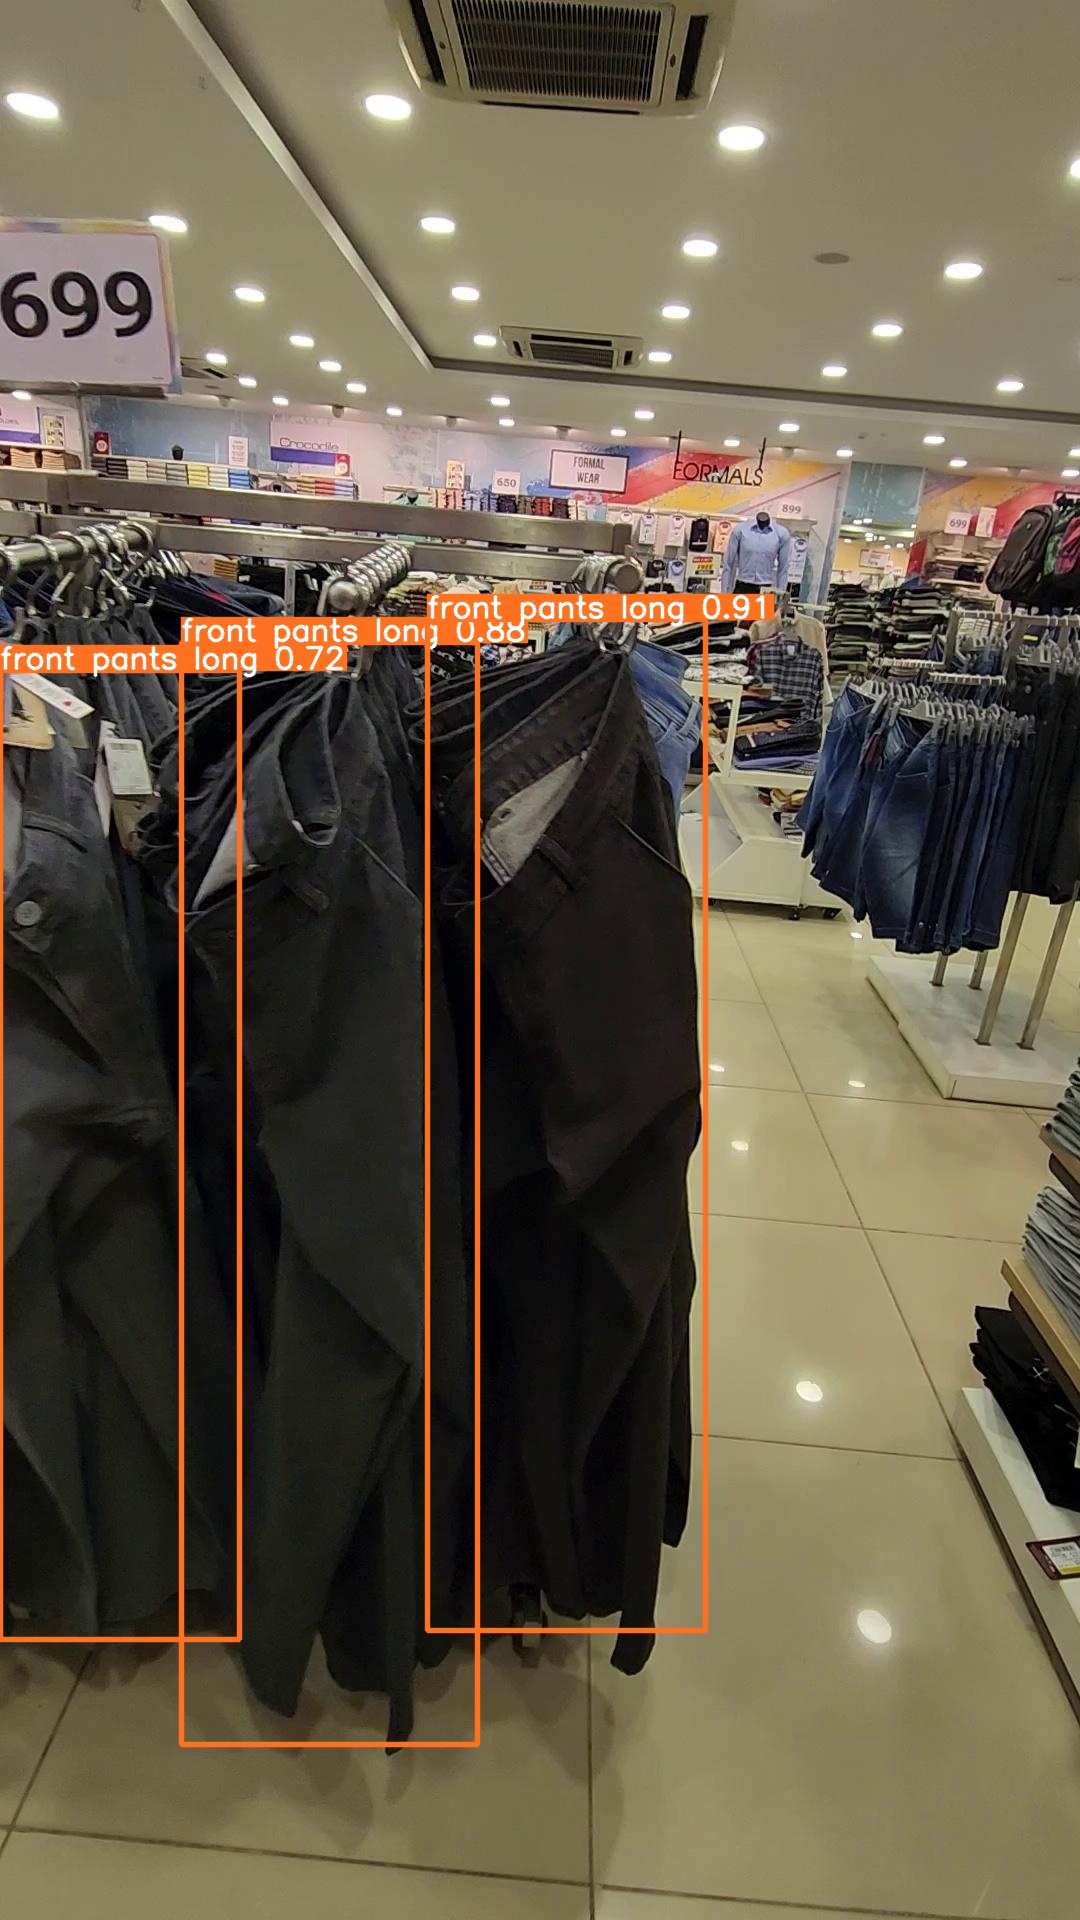 699
Crocodile
FORMAL
WEAR
FORMALS
650
899
699
front pants long 0.91
front pants long 0.88
front pants long 0.72